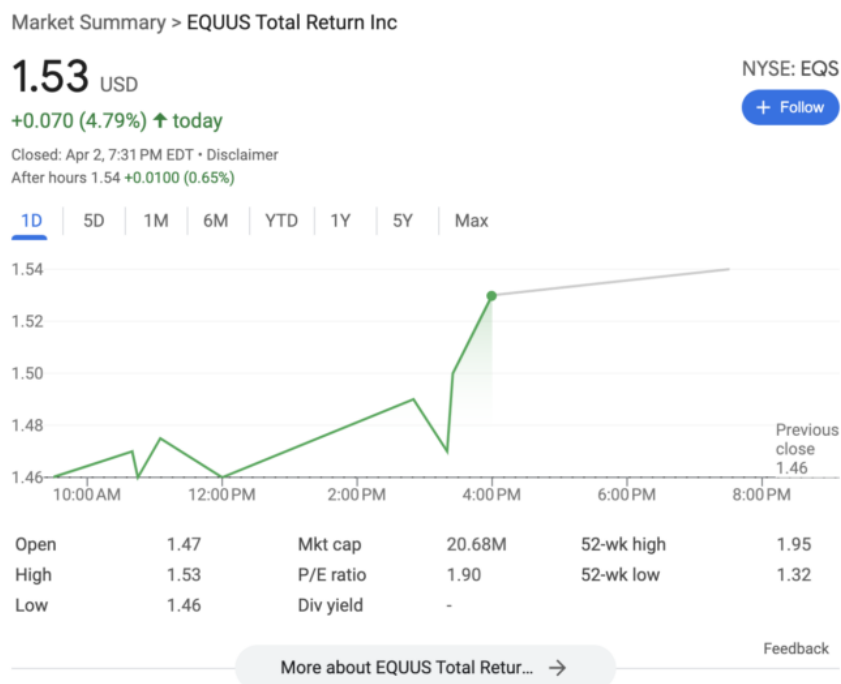 Market Summary > EQUUS Total Return Inc
1.53 USD
NYSE: EQS
+ Follow
+0.070 (4.79%) ↑ today
Closed: Apr 2, 7:31 PM EDT • Disclaimer
After hours 1.54 +0.0100 (0.65%)
1D 5D 1M 6M YTD 1Y 5Y Max
1.54
1.52
1.50
1.48
1.46
Previous
close
1.46
10:00 AM 12:00 PM 2:00 PM 4:00 PM 6:00 PM 8:00 PM
Open 1.47 Mkt cap 20.68M 52-wk high 1.95
High 1.53 P/E ratio 1.90 52-wk low 1.32
Low 1.46 Div yield -
Feedback
More about EQUUS Total Retur... →